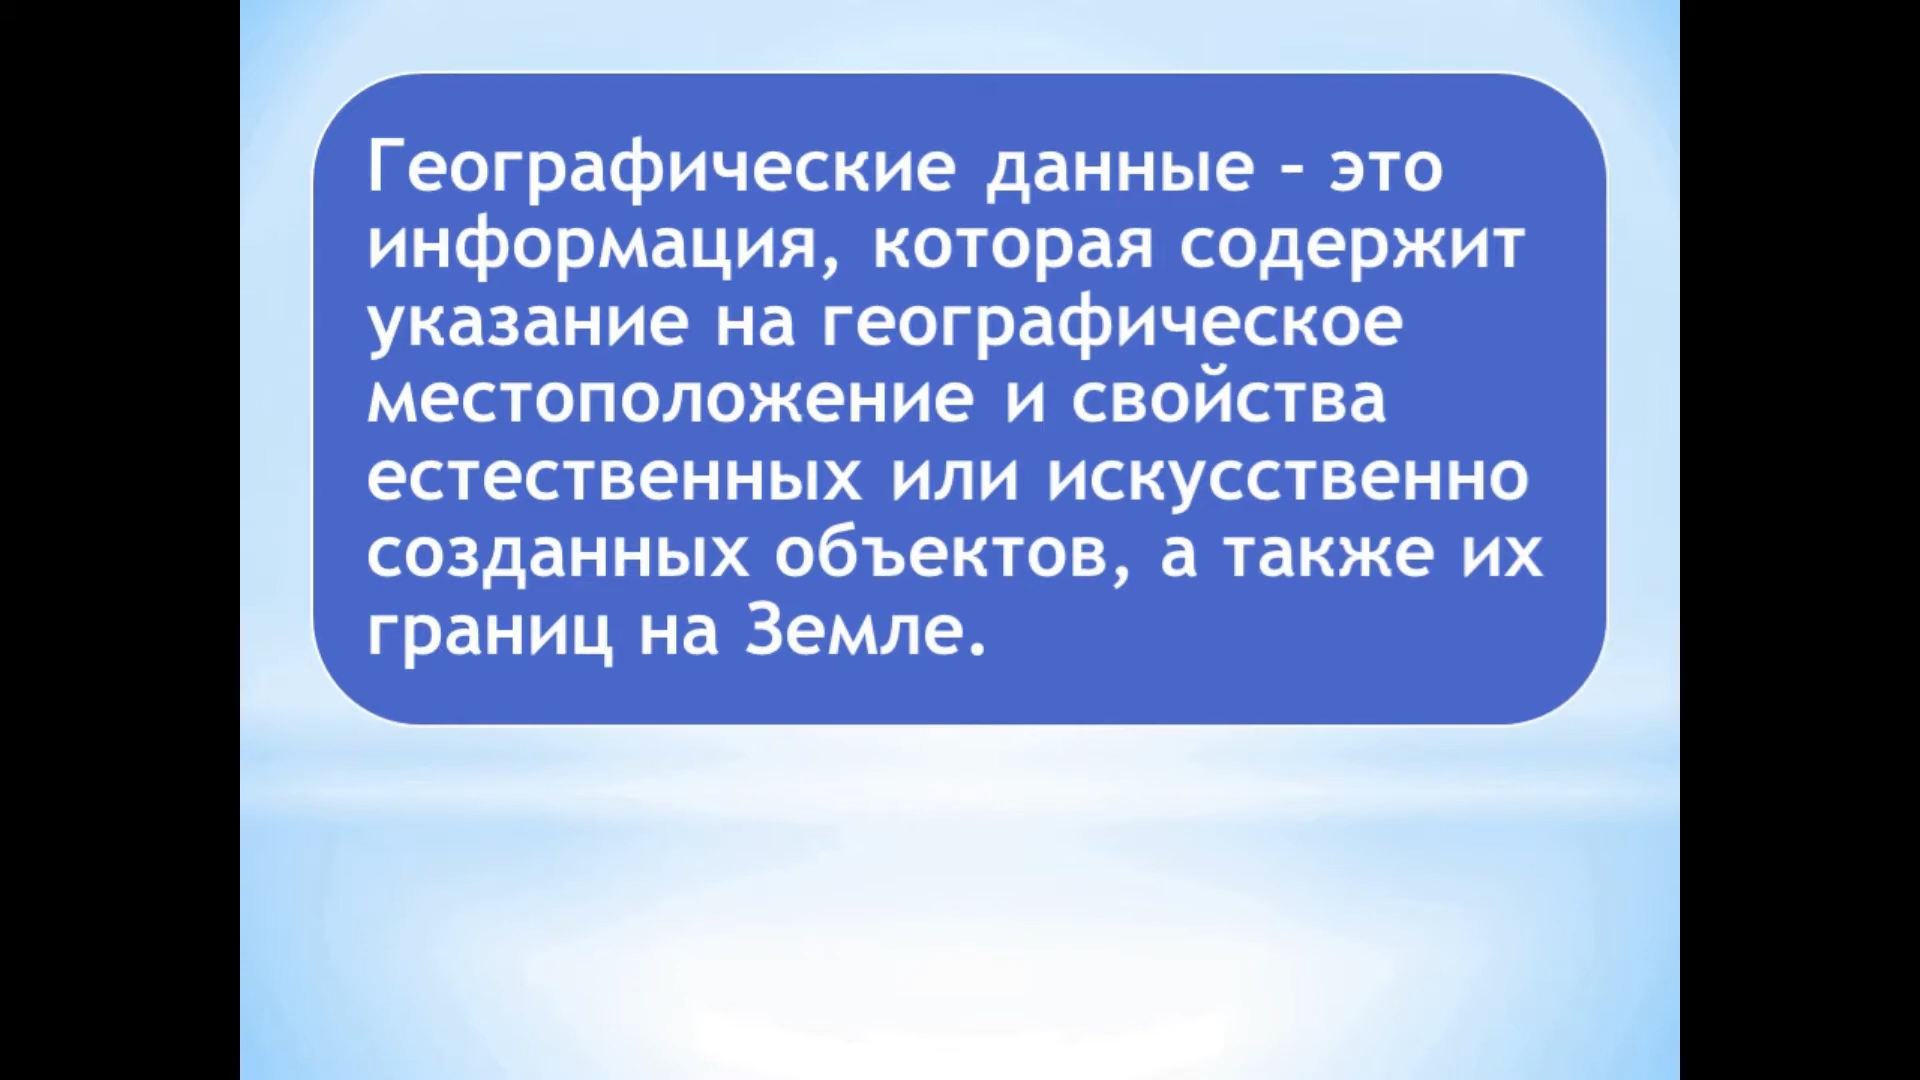 Географические данные – это
информация, которая содержит
указание на географическое
местоположение и свойства
естественных или искусственно
созданных объектов, а также их
границ на Земле.